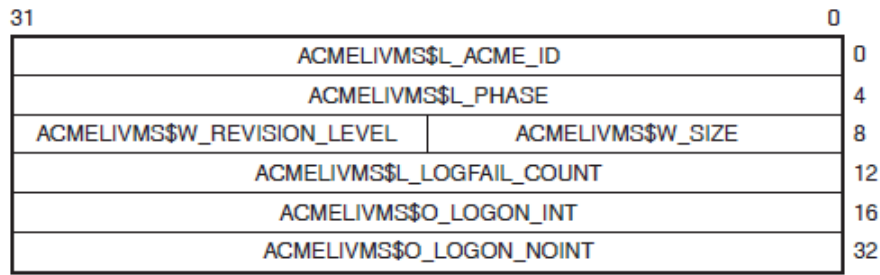 31 0
ACMELIVMS$L_ACME_ID 0
ACMELIVMS$L_PHASE 4
ACMELIVMS$W_REVISION_LEVEL ACMELIVMS$W_SIZE 8
ACMELIVMS$L_LOGFAIL_COUNT 12
ACMELIVMS$O_LOGON_INT 16
ACMELIVMS$O_LOGON_NOINT 32